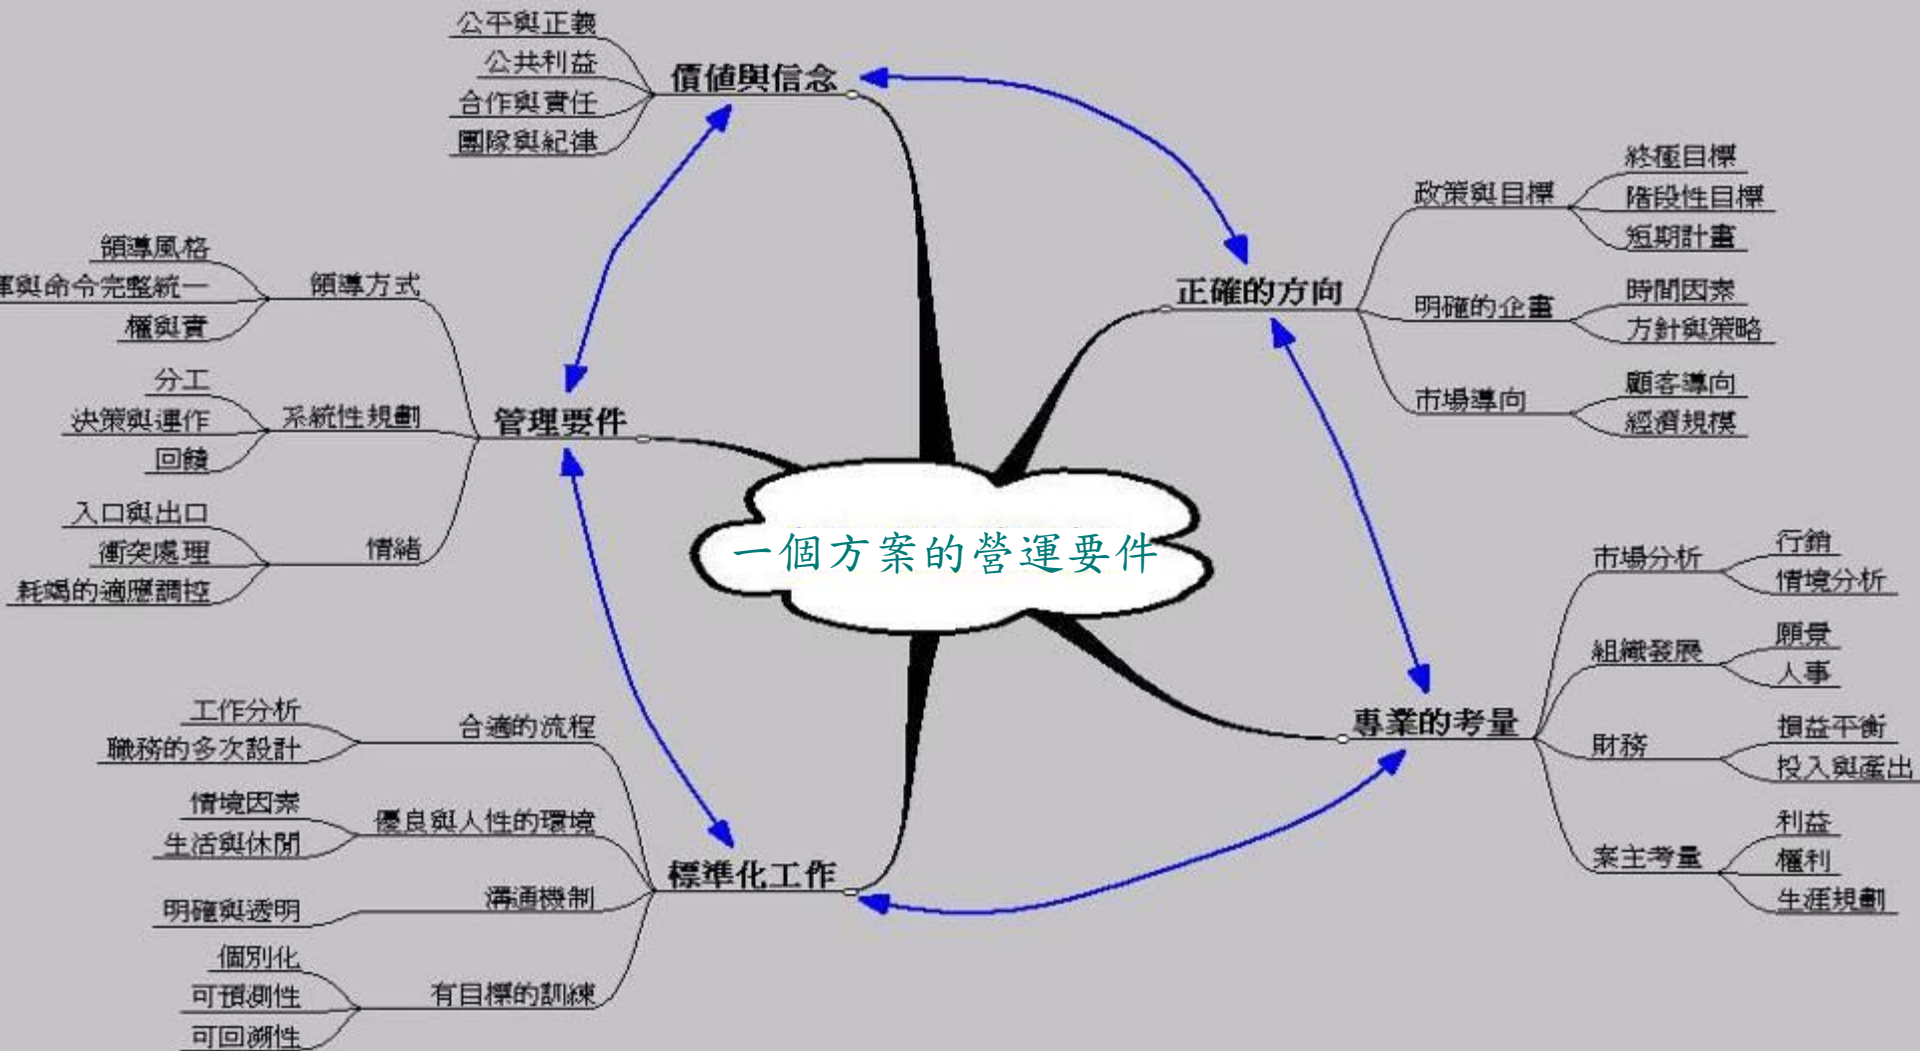 一個方案的營運要件
價值與信念
公平與正義
公共利益
合作與責任
團隊與紀律
正確的方向
政策與目標
終極目標
階段性目標
短期計畫
明確的企畫
時間因素
方針與策略
市場導向
顧客導向
經濟規模
專業的考量
市場分析
行銷
情境分析
組織發展
願景
人事
財務
損益平衡
投入與產出
案主考量
利益
權利
生涯規劃
標準化工作
合適的流程
工作分析
職務的多次設計
優良與人性的環境
情境因素
生活與休閒
溝通機制
明確與透明
有目標的訓練
個別化
可預測性
可回溯性
管理要件
領導方式
領導風格
與命令完整統一
權與責
系統性規劃
分工
決策與運作
回饋
情緒
入口與出口
衝突處理
耗竭的適應調控